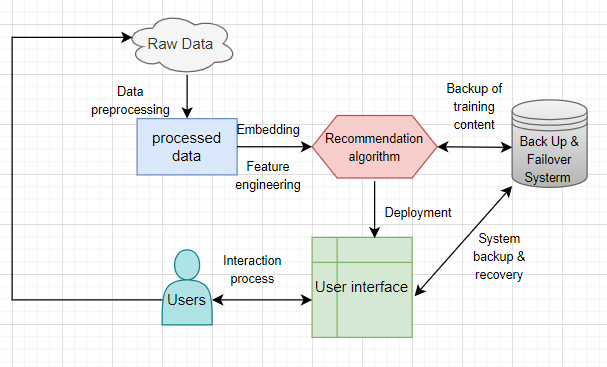 Raw Data
Data
preprocessing
processed
data
Embedding
Feature
engineering
Recommendation
algorithm
Backup of
training
content
Back Up &
Failover
Systerm
Deployment
System
backup &
recovery
User interface
Interaction
process
Users